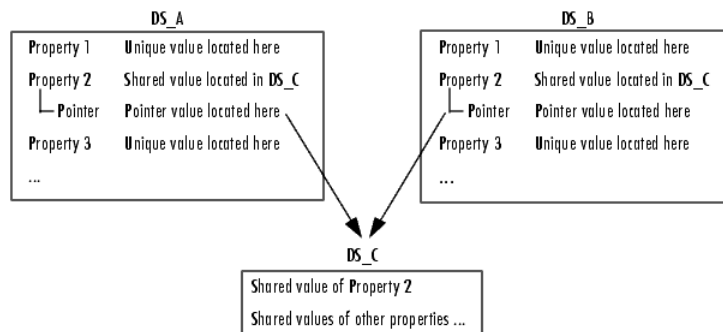 DS_A
Property 1 Unique value located here
Property 2 Shared value located in DS_C
Pointer Pointer value located here
Property 3 Unique value located here
...
DS_B
Property 1 Unique value located here
Property 2 Shared value located in DS_C
Pointer Pointer value located here
Property 3 Unique value located here
...
DS_C
Shared value of Property 2
Shared values of other properties ...